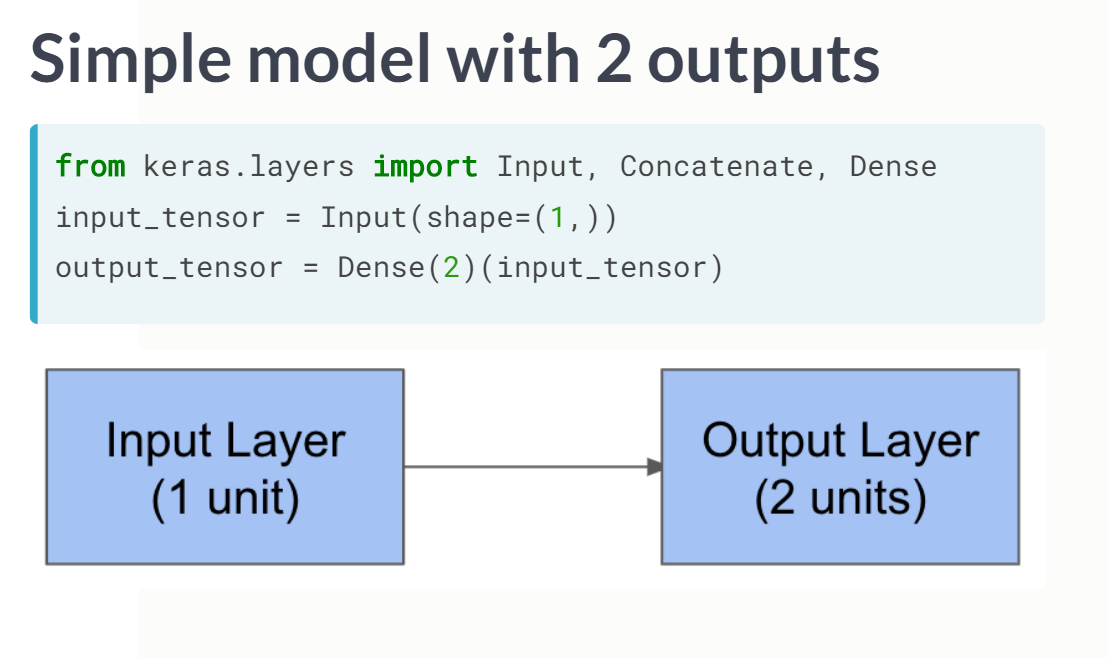 Simple model with 2 outputs
from keras.layers import Input, Concatenate, Dense
input_tensor = Input(shape=(1,))
output_tensor = Dense(2)(input_tensor)
Input Layer
(1 unit)
Output Layer
(2 units)